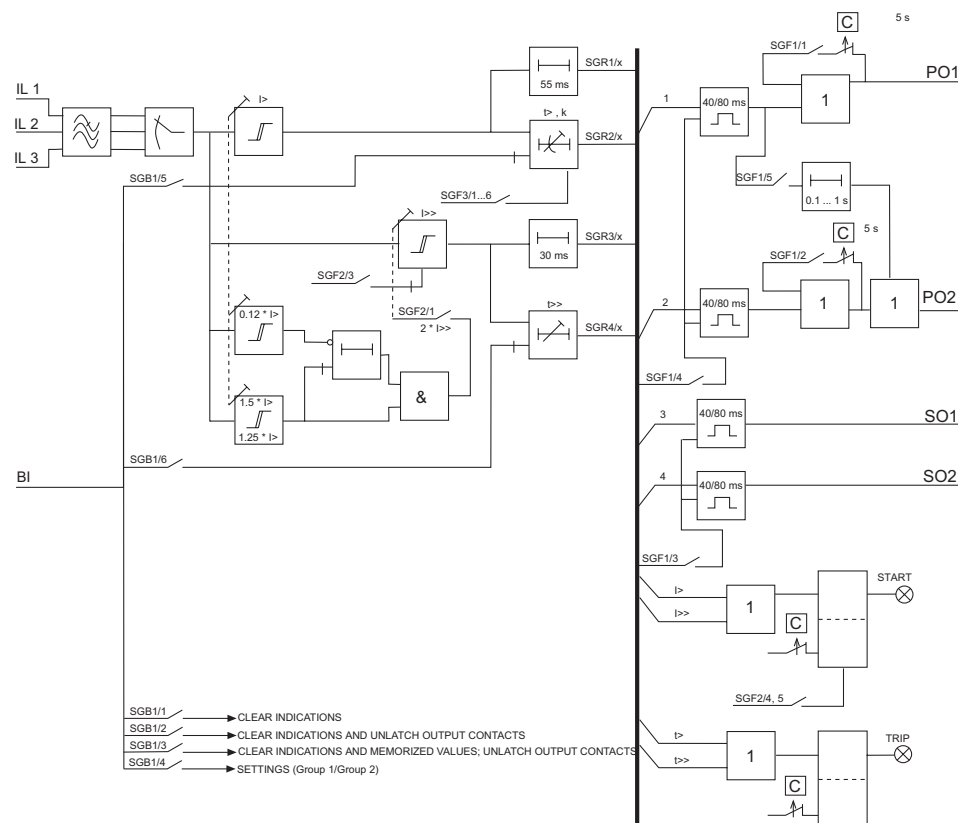 5 s
C
SGF1/1
PO1
SGR1/x
55 ms
I>
IL 1
IL 2
IL 3
1
40/80 ms
1
t> , k
SGR2/x
SGB1/5
SGF1/5
0.1 ... 1 s
SGF3/1...6
I>>
SGR3/x
30 ms
C
5 s
SGF1/2
SGF2/3
2
40/80 ms
1
1
PO2
0.12 * I>
SGF2/1
2 * I>>
t>>
SGR4/x
SGF1/4
&
1.5 * I>
1.25 * I>
3
40/80 ms
SO1
SGB1/6
BI
4
40/80 ms
SO2
SGF1/3
START
I>
I>>
1
C
SGF2/4, 5
SGB1/1
CLEAR INDICATIONS
SGB1/2
CLEAR INDICATIONS AND UNLATCH OUTPUT CONTACTS
SGB1/3
CLEAR INDICATIONS AND MEMORIZED VALUES; UNLATCH OUTPUT CONTACTS
SGB1/4
SETTINGS (Group 1/Group 2)
t>
t>>
1
TRIP
C